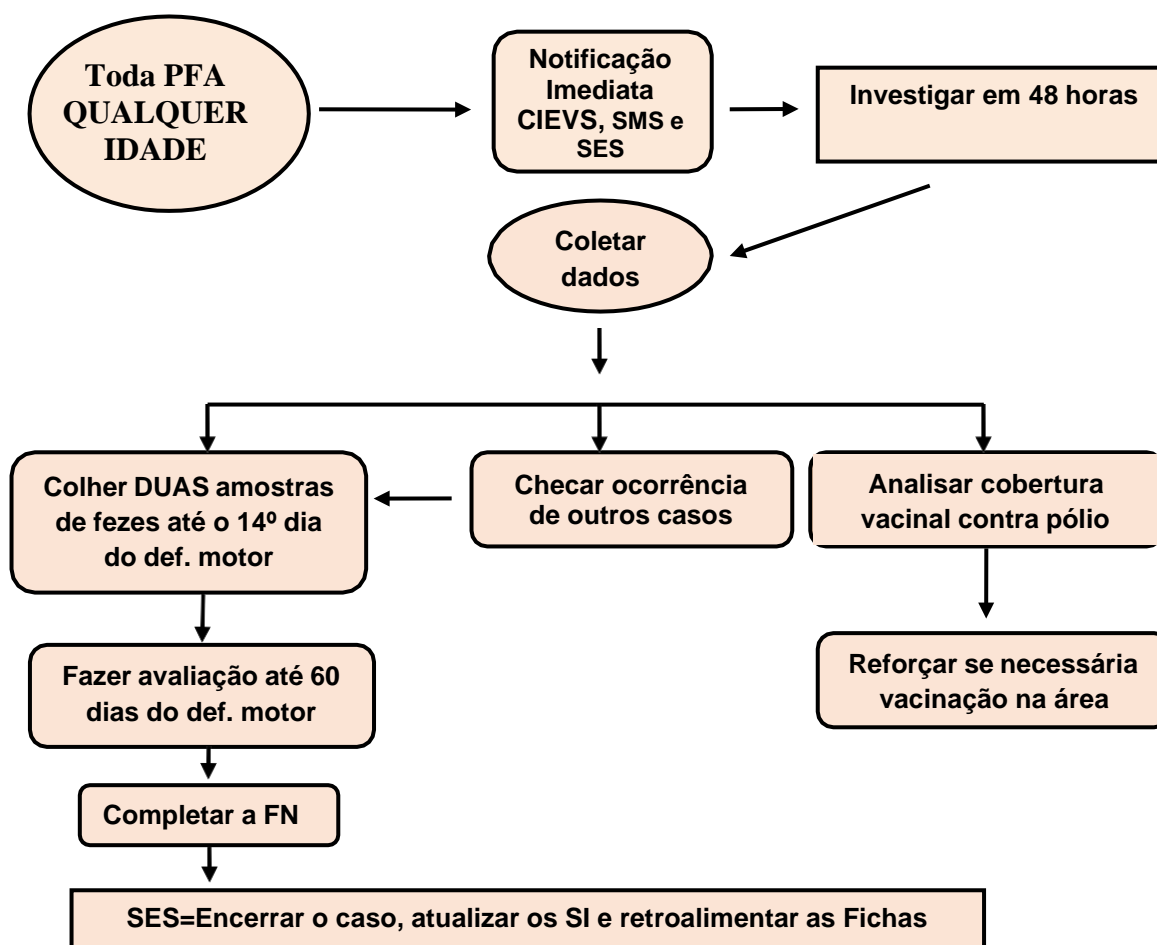 Toda PFA
QUALQUER
IDADE
Notificação
Imediata
CIEVS, SMS e
SES
Investigar em 48 horas
Coletar
dados
Colher DUAS amostras
de fezes até o 14º dia
do def. motor
Checar ocorrência
de outros casos
Analisar cobertura
vacinal contra pólio
Fazer avaliação até 60
dias do def. motor
Reforçar se necessária
vacinação na área
Completar a FN
SES=Encerrar o caso, atualizar os SI e retroalimentar as Fichas